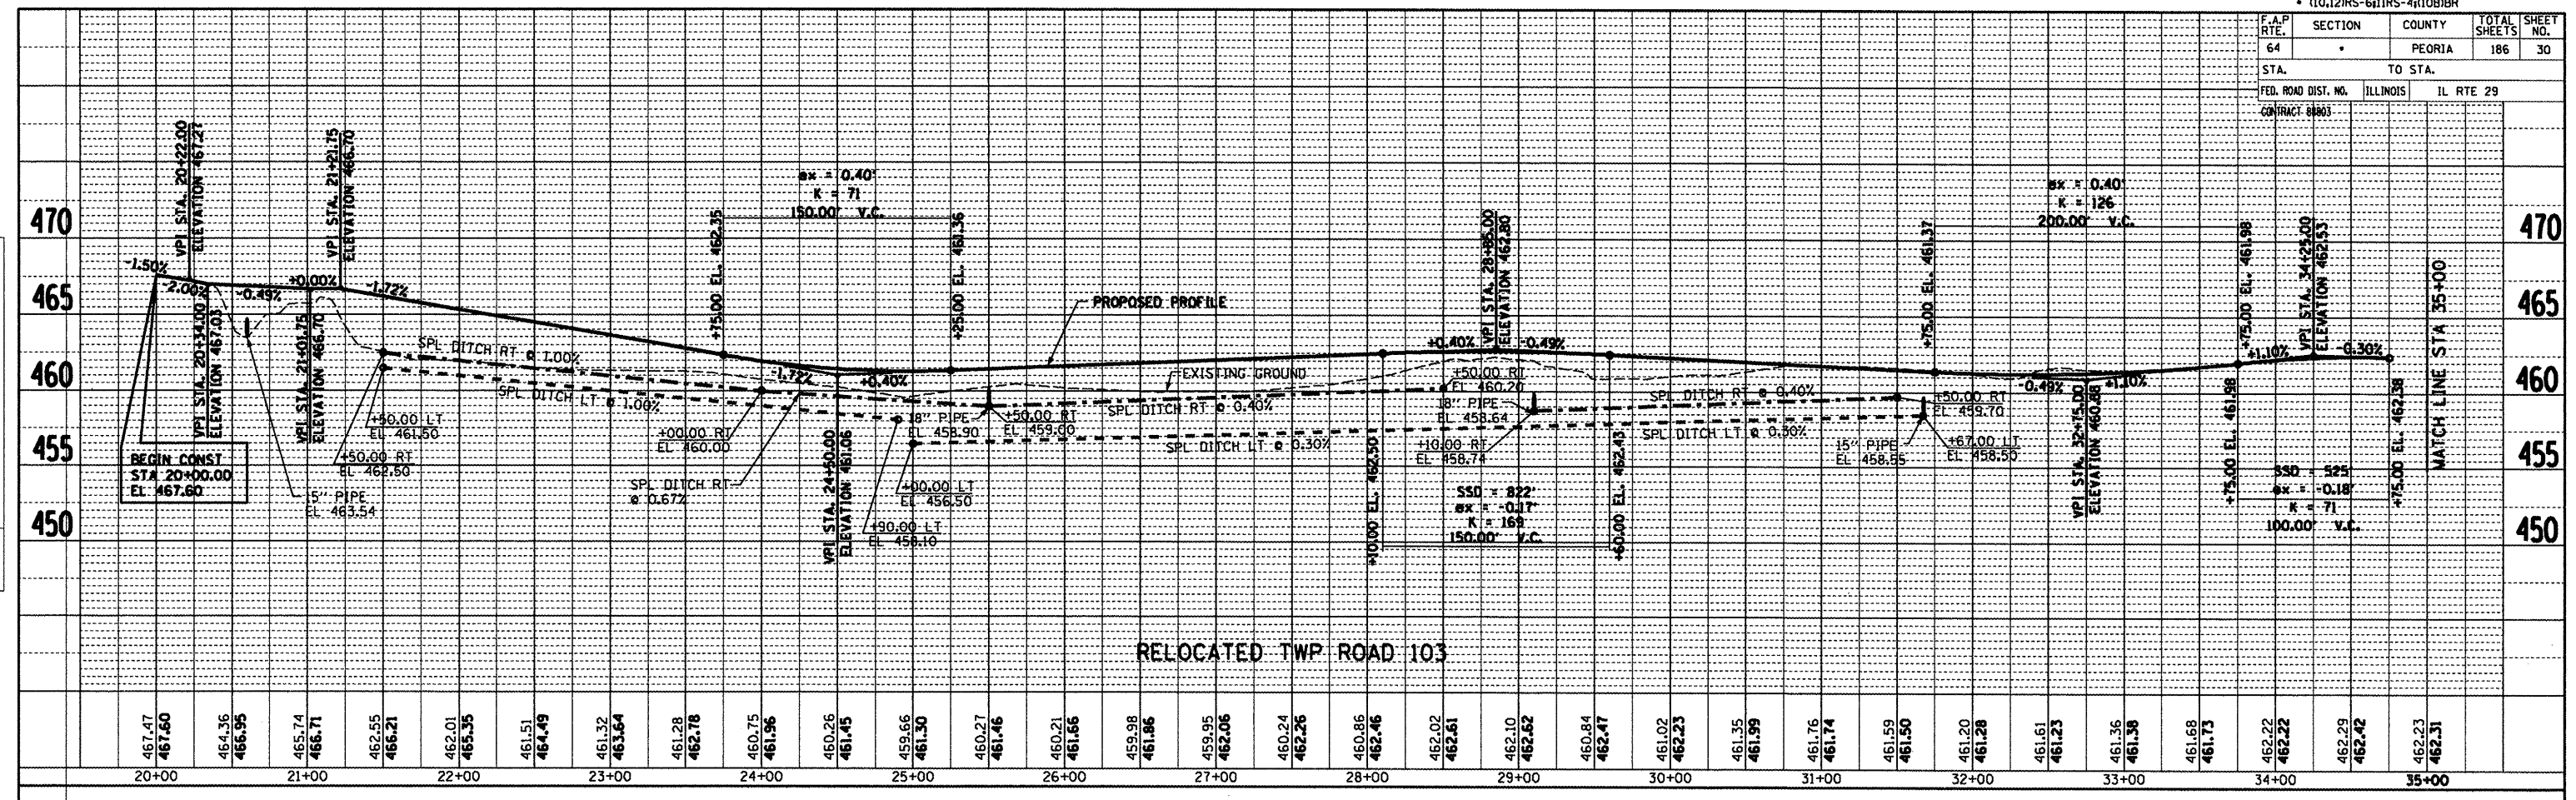 • (10,12)RS-6;11RS-4;(108)BR
F.A.P RTE. SECTION COUNTY TOTAL SHEETS SHEET NO.
64 • PEORIA 186 30
STA. TO STA.
FED. ROAD DIST. NO. ILLINOIS IL RTE 29
CONTRACT 88803
VPI STA. 20+22.00
ELEVATION 467.27
VPI STA. 21+21.75
ELEVATION 466.70
ex = 0.40'
K = 71
150.00' V.C.
+75.00 EL. 462.35
+25.00 EL. 461.36
VPI STA. 28+85.00
ELEVATION 462.80
ex = 0.40'
K = 126
200.00' V.C.
+75.00 EL. 461.37
+75.00 EL. 461.98
VPI STA. 34+25.00
ELEVATION 462.53
MATCH LINE STA 35+00
470
465
460
455
450
470
465
460
455
450
-1.50%
-2.00%
-0.49%
+0.00%
-1.72%
PROPOSED PROFILE
EXISTING GROUND
-1.72%
+0.40%
+0.40%
-0.49%
-0.49%
+1.10%
+1.10%
-0.30%
VPI STA. 20+34.00
ELEVATION 467.03
VPI STA. 21+01.75
ELEVATION 466.70
SPL DITCH RT @ 1.00%
SPL DITCH LT @ 1.00%
+50.00 LT
EL 461.50
+50.00 RT
EL 462.50
BEGIN CONST
STA 20+00.00
EL 467.60
15" PIPE
EL 463.54
+00.00 RT
EL 460.00
SPL DITCH RT
@ 0.67%
VPI STA. 24+50.00
ELEVATION 461.06
18" PIPE
EL 458.90
+50.00 RT
EL 459.00
+00.00 LT
EL 456.50
+90.00 LT
EL 458.10
SPL DITCH RT @ 0.40%
SPL DITCH LT @ 0.30%
+50.00 RT
EL 460.20
18" PIPE
EL 458.64
+10.00 RT
EL 458.74
+10.00 EL. 462.50
SSD = 822'
ex = -0.17'
K = 169
150.00' V.C.
+60.00 EL. 462.43
SPL DITCH RT @ 0.40%
SPL DITCH LT @ 0.30%
+50.00 RT
EL 459.70
15" PIPE
EL 458.55
+67.00 LT
EL 458.50
VPI STA. 32+75.00
ELEVATION 460.88
+75.00 EL. 461.98
SSD = 525'
ex = -0.18'
K = 71
100.00' V.C.
+75.00 EL. 462.38
RELOCATED TWP ROAD 103
467.47 464.36 465.74 462.55 462.01 461.51 461.32 461.28 460.75 460.26 459.66 460.27 460.21 459.98 459.95 460.24 460.86 462.02 462.10 460.84 461.02 461.35 461.76 461.59 461.20 461.61 461.36 461.68 462.22 462.29 462.23
467.60 466.95 466.71 466.21 465.35 464.49 463.64 462.78 461.96 461.45 461.30 461.46 461.66 461.86 462.06 462.26 462.46 462.61 462.62 462.47 462.23 461.99 461.74 461.50 461.28 461.23 461.38 461.73 462.22 462.42 462.31
20+00 21+00 22+00 23+00 24+00 25+00 26+00 27+00 28+00 29+00 30+00 31+00 32+00 33+00 34+00 35+00